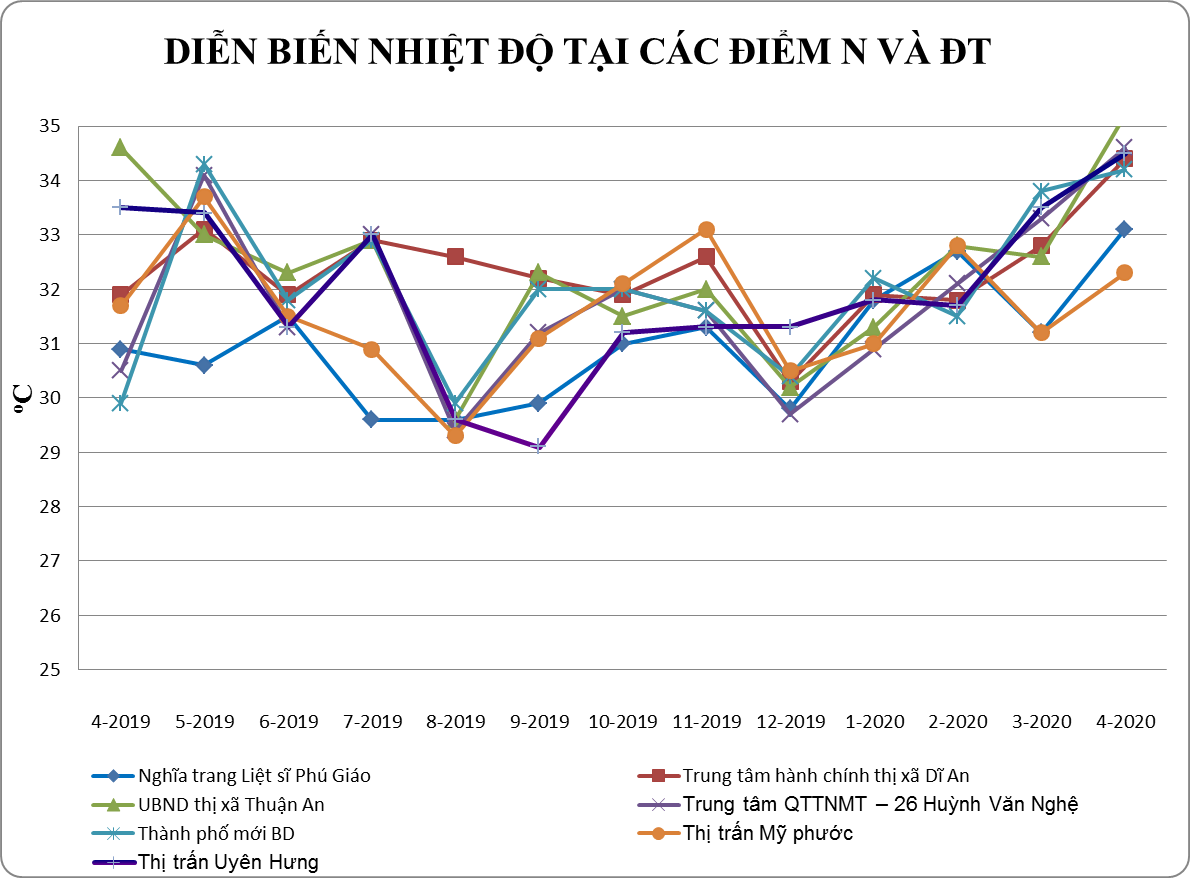 DIỄN BIẾN NHIỆT ĐỘ TẠI CÁC ĐIỂM N VÀ ĐT
35
34
33
32
31
30
29
28
27
26
25
ºC
4-2019 5-2019 6-2019 7-2019 8-2019 9-2019 10-2019 11-2019 12-2019 1-2020 2-2020 3-2020 4-2020
Nghĩa trang Liệt sĩ Phú Giáo Trung tâm hành chính thị xã Dĩ An
UBND thị xã Thuận An Trung tâm QTTNMT – 26 Huỳnh Văn Nghệ
Thành phố mới BD Thị trấn Mỹ phước
Thị trấn Uyên Hưng